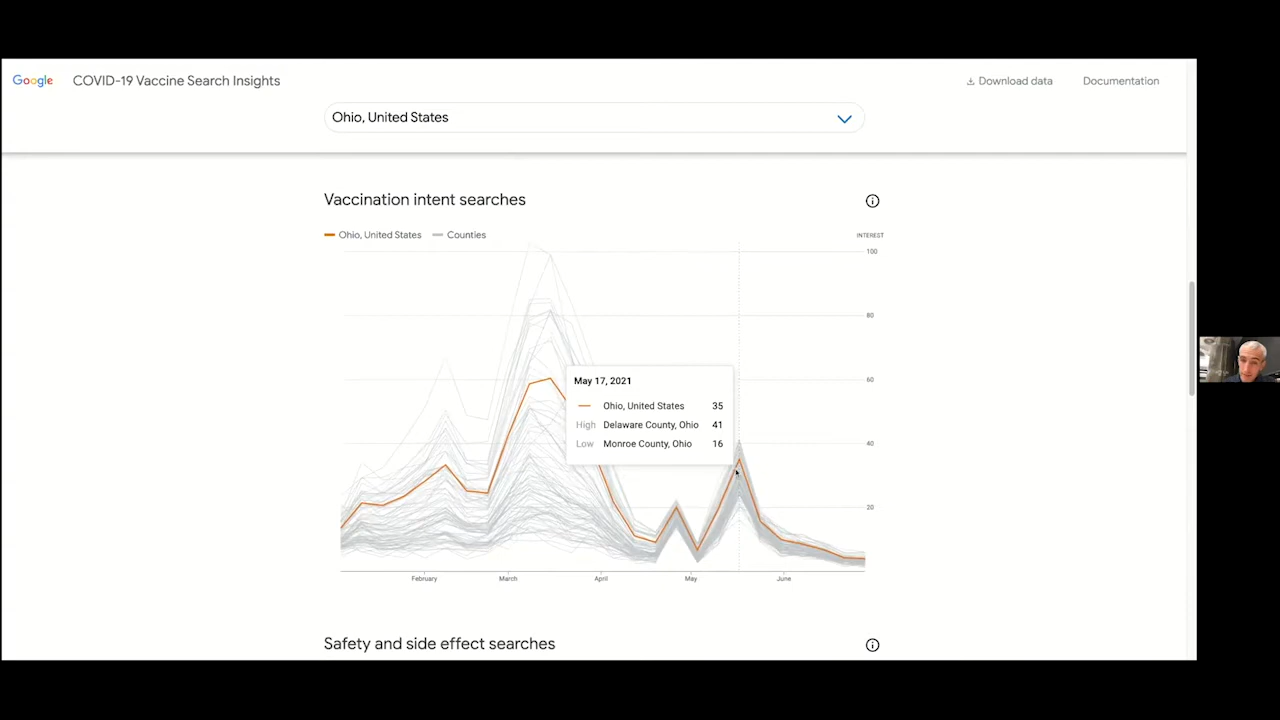 Google COVID-19 Vaccine Search Insights Download data Documentation
Ohio, United States
Vaccination intent searches
Ohio, United States Counties
INTEREST
100
80
60
40
20
May 17, 2021
Ohio, United States 35
High Delaware County, Ohio 41
Low Monroe County, Ohio 16
February March April May June
Safety and side effect searches